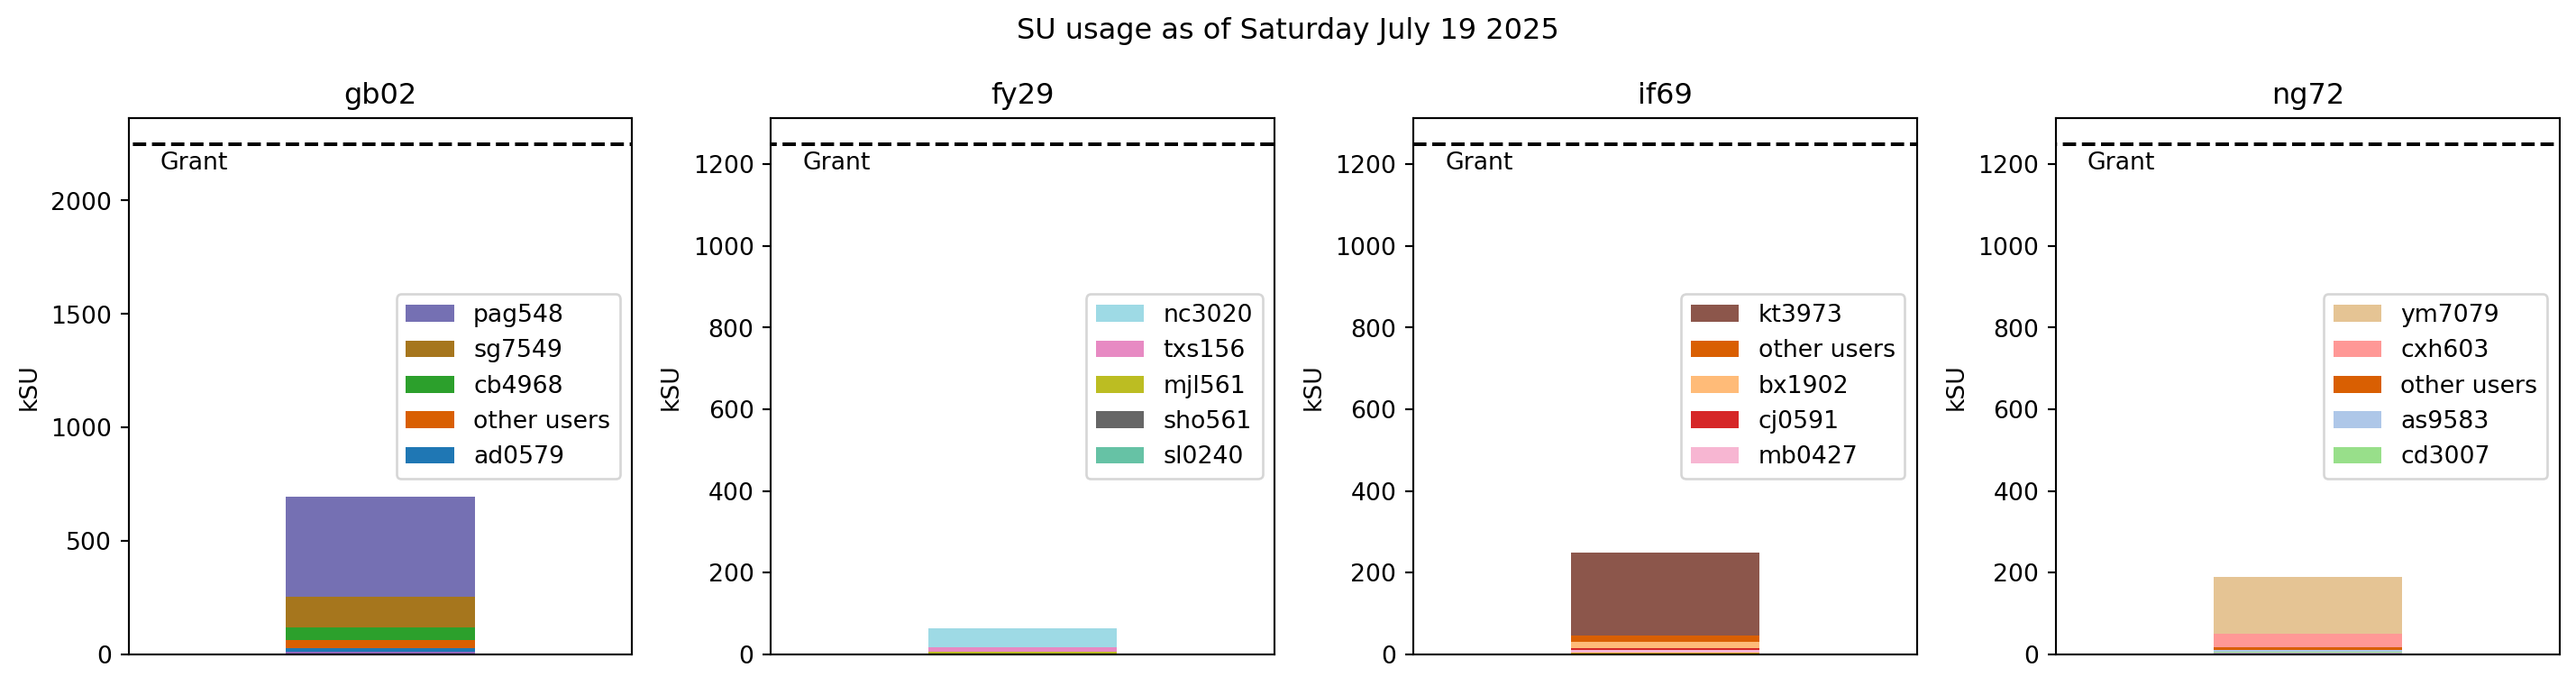 SU usage as of Saturday July 19 2025
gb02
kSU
0
500
1000
1500
2000
Grant
pag548
sg7549
cb4968
other users
ad0579
fy29
kSU
0
200
400
600
800
1000
1200
Grant
nc3020
txs156
mjl561
sho561
sl0240
if69
kSU
0
200
400
600
800
1000
1200
Grant
kt3973
other users
bx1902
cj0591
mb0427
ng72
kSU
0
200
400
600
800
1000
1200
Grant
ym7079
cxh603
other users
as9583
cd3007